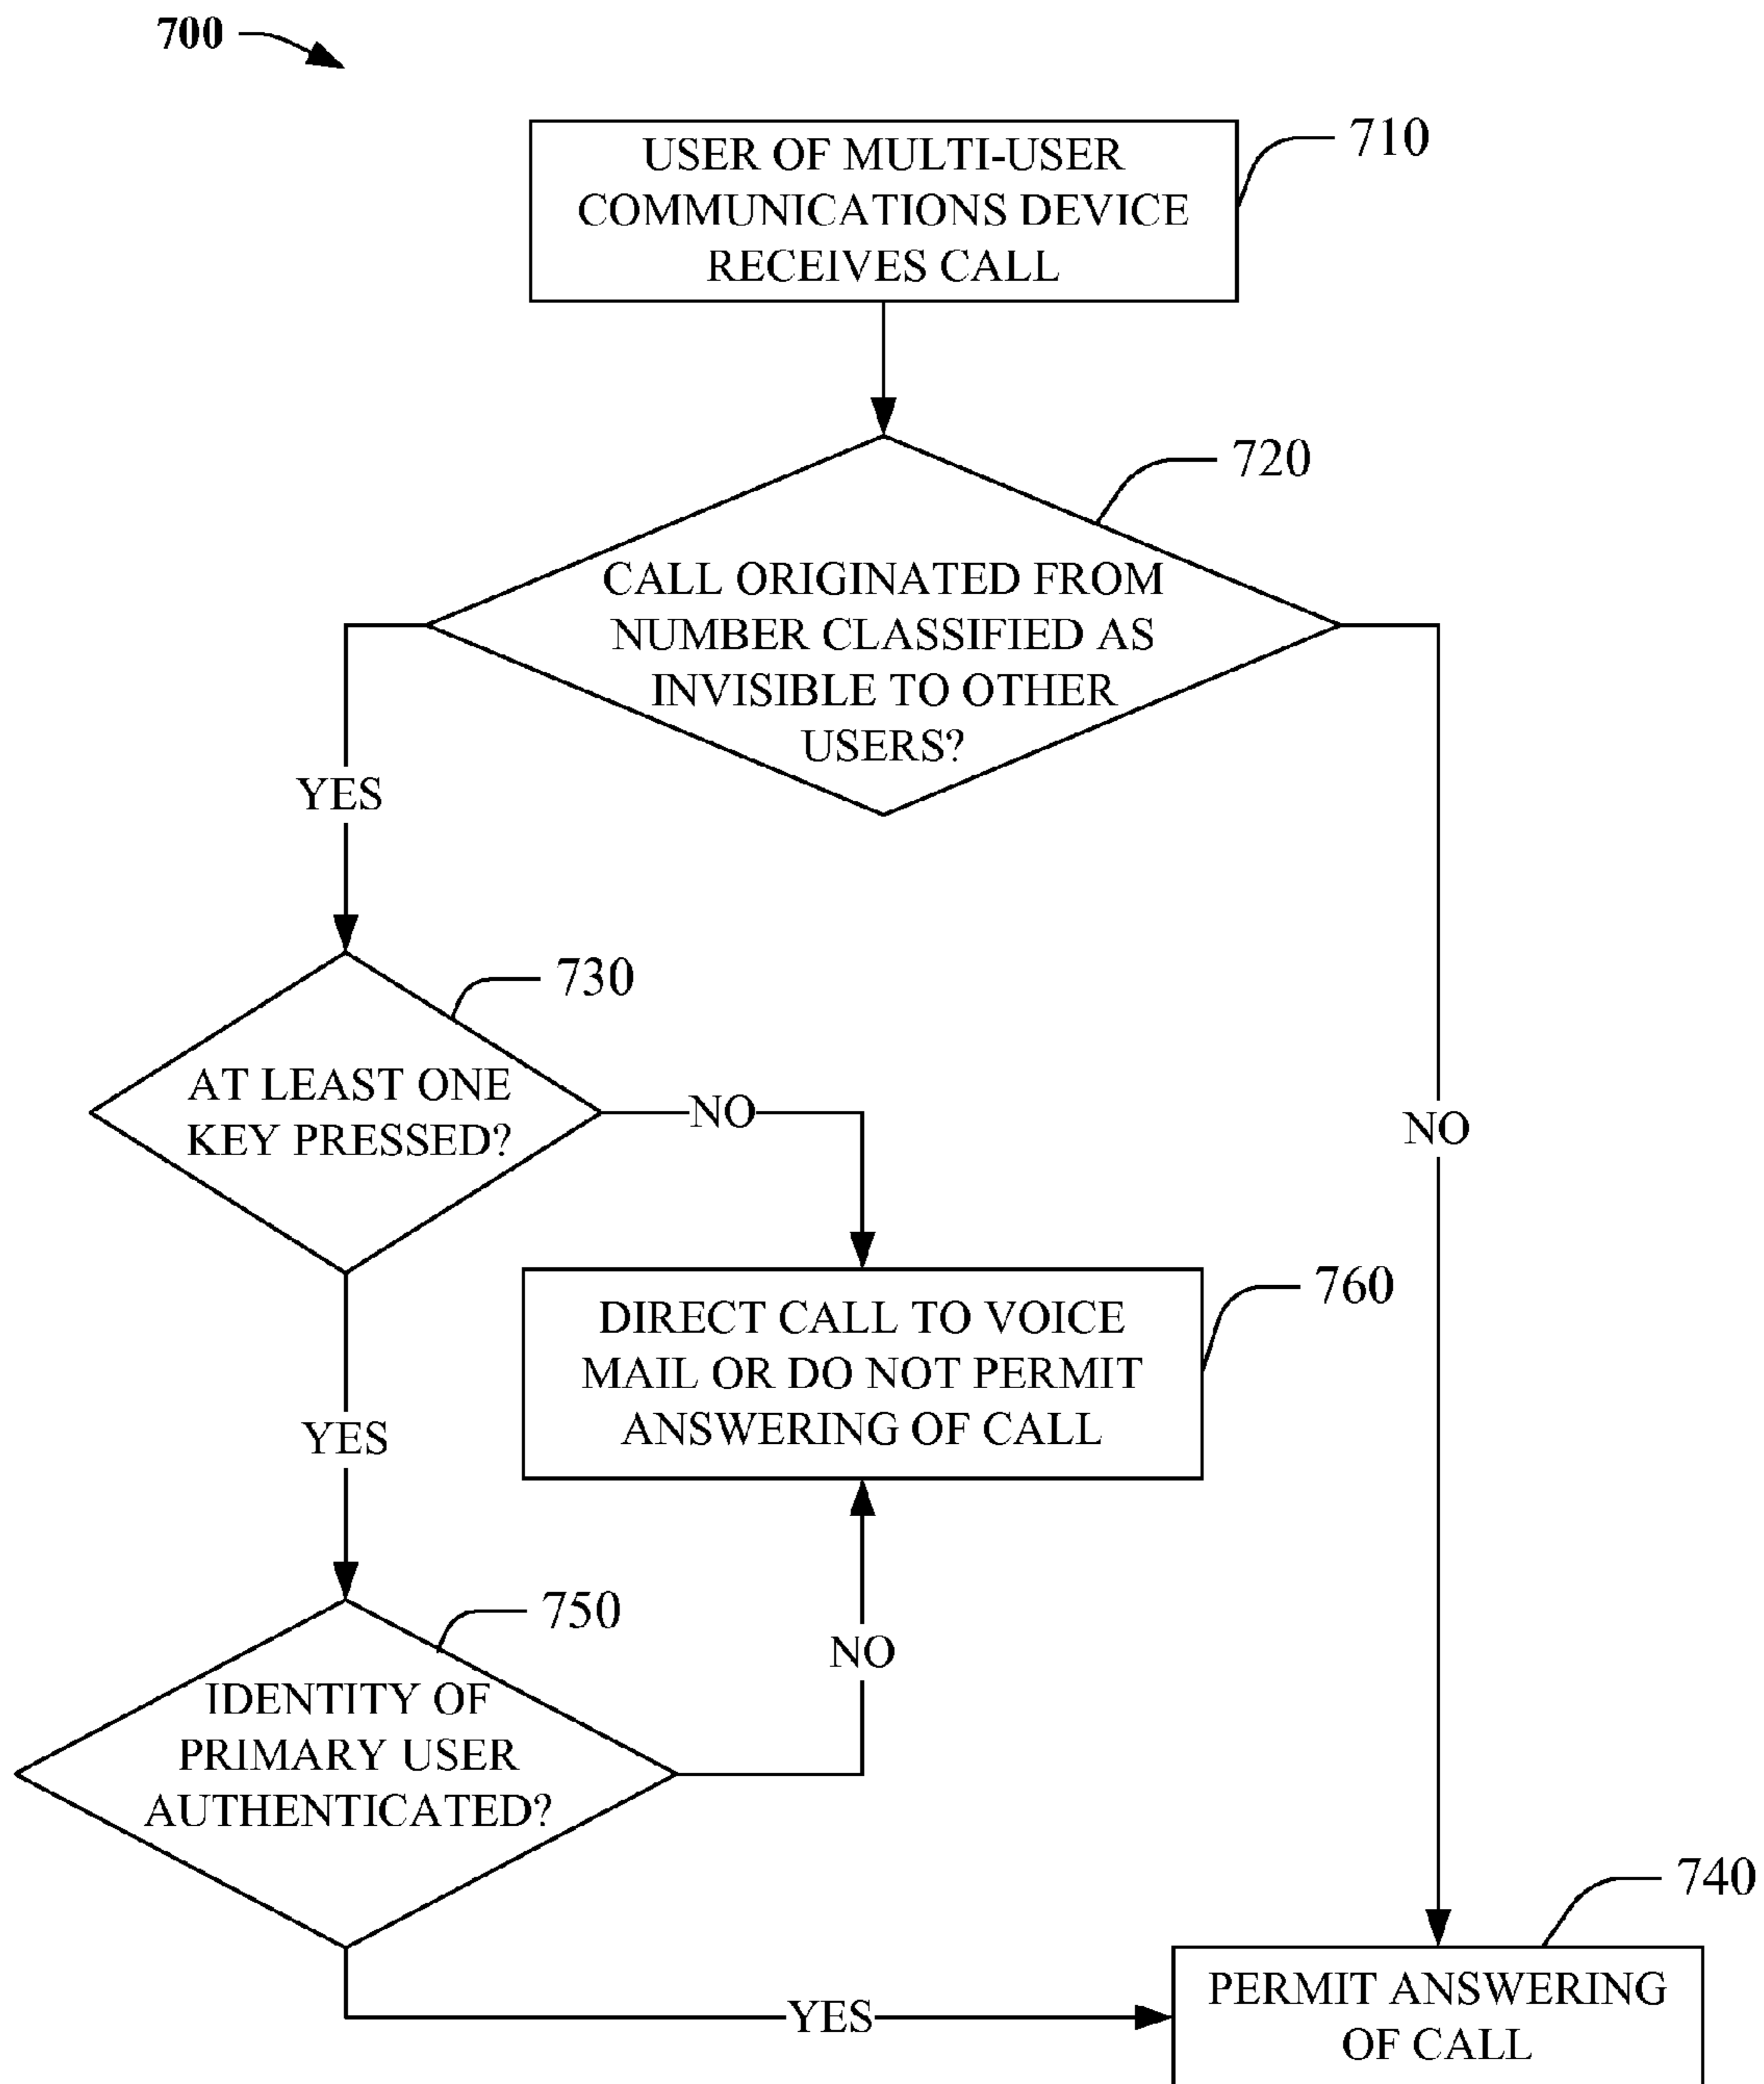 700
USER OF MULTI-USER
COMMUNICATIONS DEVICE
RECEIVES CALL
710
720
CALL ORIGINATED FROM
NUMBER CLASSIFIED AS
INVISIBLE TO OTHER
USERS?
YES
NO
730
AT LEAST ONE
KEY PRESSED?
NO
YES
760
DIRECT CALL TO VOICE
MAIL OR DO NOT PERMIT
ANSWERING OF CALL
750
IDENTITY OF
PRIMARY USER
AUTHENTICATED?
NO
YES
740
PERMIT ANSWERING
OF CALL